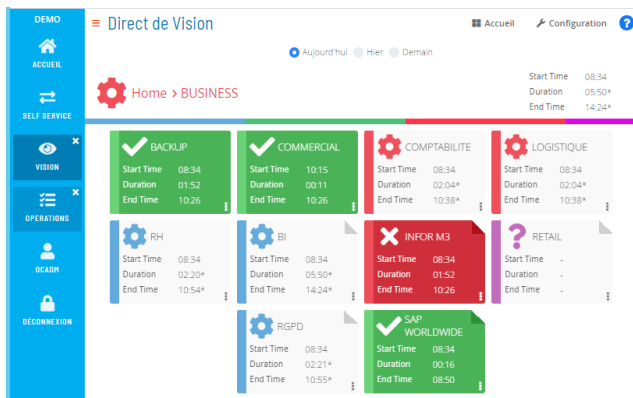 DEMO
ACCUEIL
SELF SERVICE
VISION
OPERATIONS
OCADM
DÉCONNEXION
≡ Direct de Vision
Accueil
Configuration
?
Aujourd'hui Hier Demain
Home > BUSINESS
Start Time 08:34
Duration 05:50*
End Time 14:24*
BACKUP
Start Time 08:34
Duration 01:52
End Time 10:26
COMMERCIAL
Start Time 10:15
Duration 00:11
End Time 10:26
COMPTABILITE
Start Time 08:34
Duration 02:04*
End Time 10:38*
LOGISTIQUE
Start Time 08:34
Duration 02:04*
End Time 10:38*
RH
Start Time 08:34
Duration 02:20*
End Time 10:54*
BI
Start Time 08:34
Duration 05:50*
End Time 14:24*
INFOR M3
Start Time 08:34
Duration 01:52
End Time 10:26
? RETAIL
Start Time -
Duration -
End Time -
RGPD
Start Time 08:34
Duration 02:21*
End Time 10:55*
SAP
WORLDWIDE
Start Time 08:34
Duration 00:16
End Time 08:50